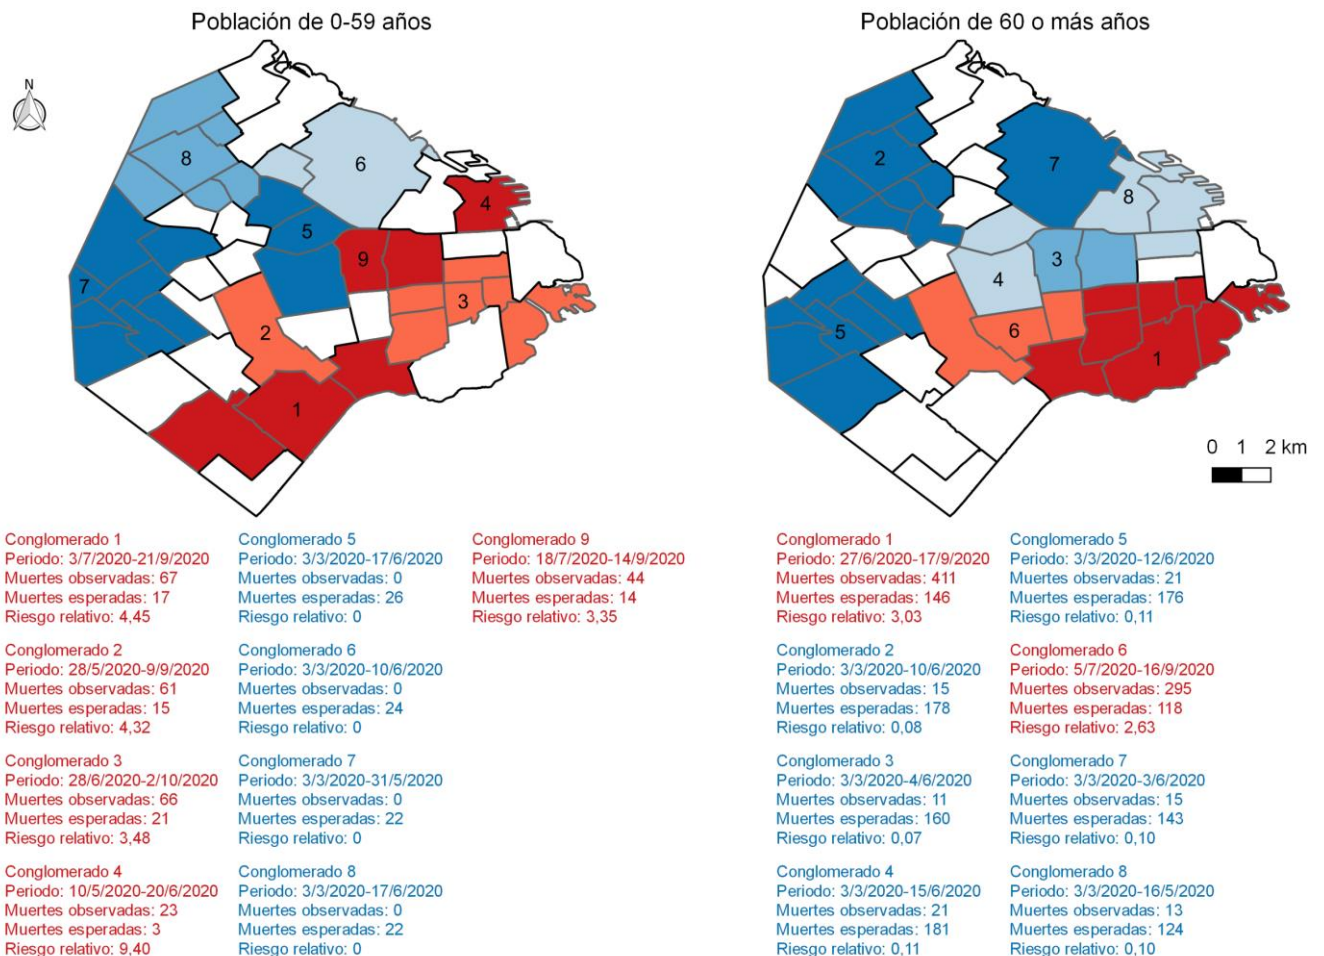 Población de 0-59 años
N
8
6
4
5
9
7
3
2
1
Población de 60 o más años
2
7
8
3
4
5
6
1
0 1 2 km
Conglomerado 1
Periodo: 3/7/2020-21/9/2020
Muertes observadas: 67
Muertes esperadas: 17
Riesgo relativo: 4,45
Conglomerado 2
Periodo: 28/5/2020-9/9/2020
Muertes observadas: 61
Muertes esperadas: 15
Riesgo relativo: 4,32
Conglomerado 3
Periodo: 28/6/2020-2/10/2020
Muertes observadas: 66
Muertes esperadas: 21
Riesgo relativo: 3,48
Conglomerado 4
Periodo: 10/5/2020-20/6/2020
Muertes observadas: 23
Muertes esperadas: 3
Riesgo relativo: 9,40
Conglomerado 5
Periodo: 3/3/2020-17/6/2020
Muertes observadas: 0
Muertes esperadas: 26
Riesgo relativo: 0
Conglomerado 6
Periodo: 3/3/2020-10/6/2020
Muertes observadas: 0
Muertes esperadas: 24
Riesgo relativo: 0
Conglomerado 7
Periodo: 3/3/2020-31/5/2020
Muertes observadas: 0
Muertes esperadas: 22
Riesgo relativo: 0
Conglomerado 8
Periodo: 3/3/2020-17/6/2020
Muertes observadas: 0
Muertes esperadas: 22
Riesgo relativo: 0
Conglomerado 9
Periodo: 18/7/2020-14/9/2020
Muertes observadas: 44
Muertes esperadas: 14
Riesgo relativo: 3,35
Conglomerado 1
Periodo: 27/6/2020-17/9/2020
Muertes observadas: 411
Muertes esperadas: 146
Riesgo relativo: 3,03
Conglomerado 2
Periodo: 3/3/2020-10/6/2020
Muertes observadas: 15
Muertes esperadas: 178
Riesgo relativo: 0,08
Conglomerado 3
Periodo: 3/3/2020-4/6/2020
Muertes observadas: 11
Muertes esperadas: 160
Riesgo relativo: 0,07
Conglomerado 4
Periodo: 3/3/2020-15/6/2020
Muertes observadas: 21
Muertes esperadas: 181
Riesgo relativo: 0,11
Conglomerado 5
Periodo: 3/3/2020-12/6/2020
Muertes observadas: 21
Muertes esperadas: 176
Riesgo relativo: 0,11
Conglomerado 6
Periodo: 5/7/2020-16/9/2020
Muertes observadas: 295
Muertes esperadas: 118
Riesgo relativo: 2,63
Conglomerado 7
Periodo: 3/3/2020-3/6/2020
Muertes observadas: 15
Muertes esperadas: 143
Riesgo relativo: 0,10
Conglomerado 8
Periodo: 3/3/2020-16/5/2020
Muertes observadas: 13
Muertes esperadas: 124
Riesgo relativo: 0,10